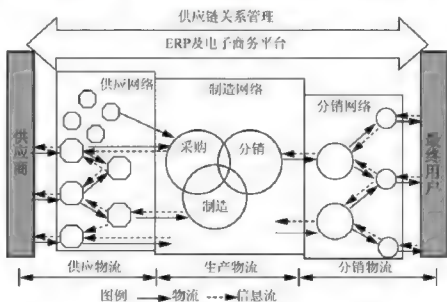 供应链关系管理
ERP及电子商务平台
供应网络
制造网络
分销网络
供应商
采购
分销
制造
最终用户
供应物流
生产物流
分销物流
图例
物流
信息流